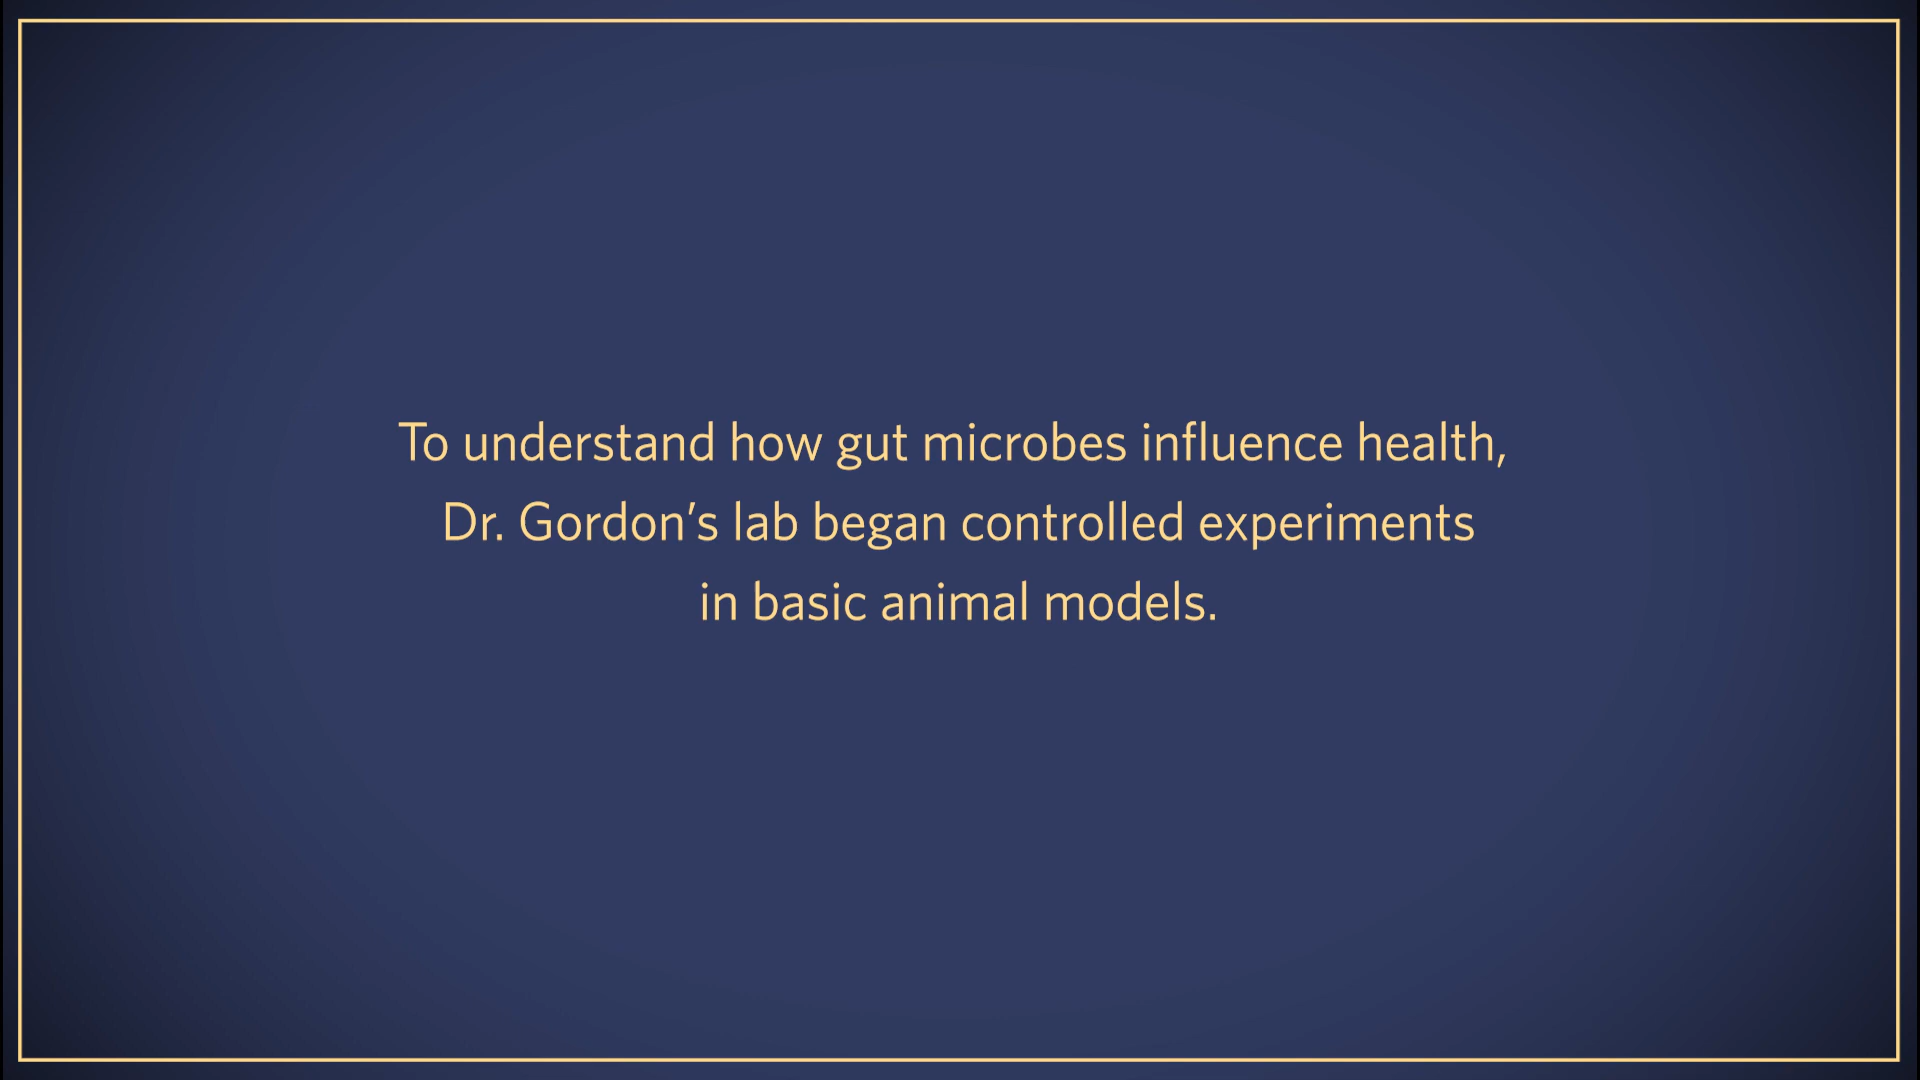 To understand how gut microbes influence health,
Dr. Gordon’s lab began controlled experiments
in basic animal models.